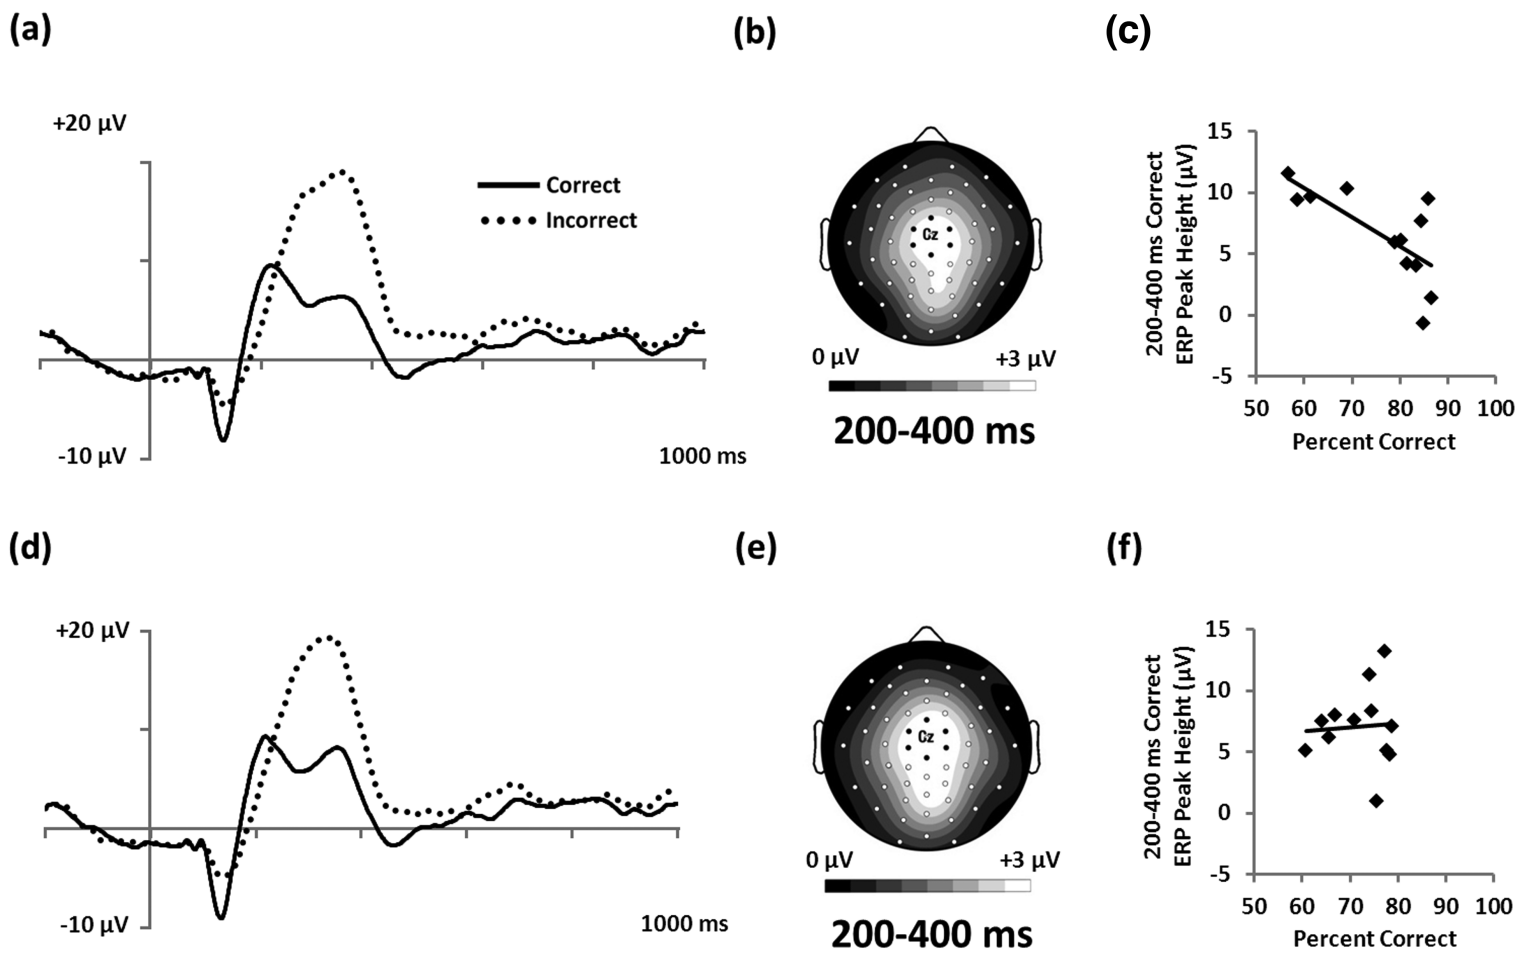 (a)
+20 μV
Correct
Incorrect
-10 μV
1000 ms
(b)
Cz
0 μV
+3 μV
200-400 ms
(c)
200-400 ms Correct
ERP Peak Height (μV)
15
10
5
0
-5
50 60 70 80 90 100
Percent Correct
(d)
+20 μV
-10 μV
1000 ms
(e)
Cz
0 μV
+3 μV
200-400 ms
(f)
200-400 ms Correct
ERP Peak Height (μV)
15
10
5
0
-5
50 60 70 80 90 100
Percent Correct